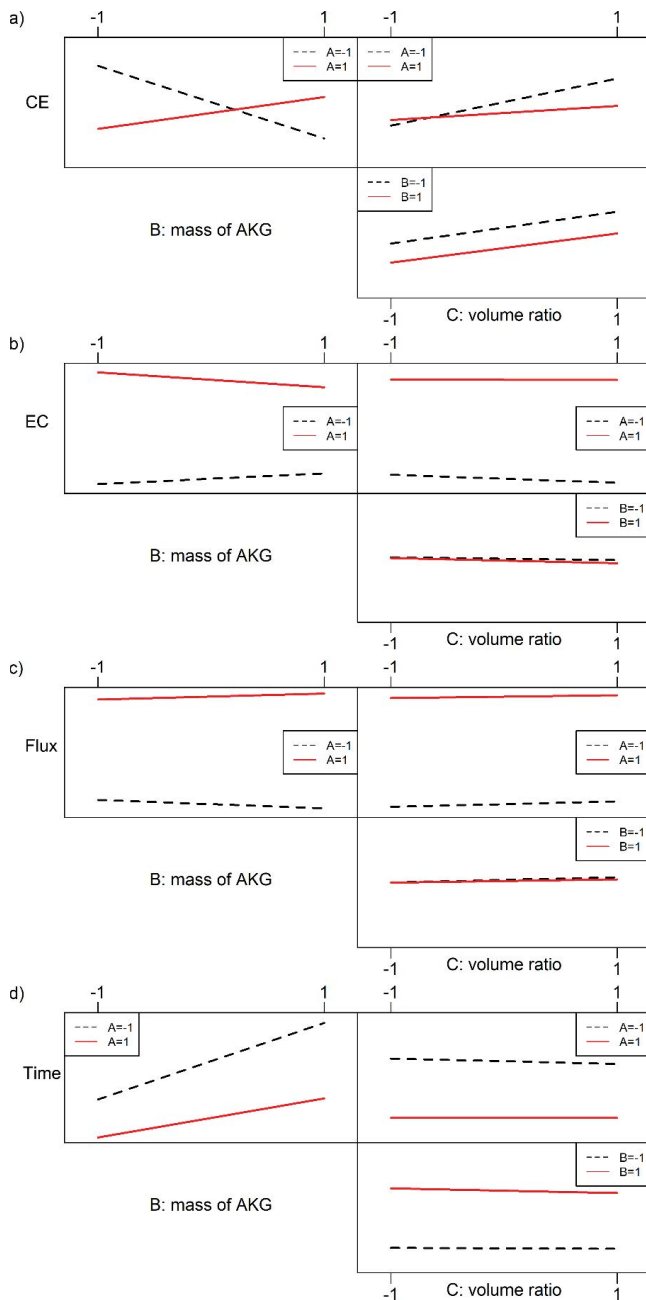 a) -1 1 -1 1
A=-1 A=-1
A=1 A=1
CE
B=-1
B=1
B: mass of AKG
C: volume ratio
-1 1
b) -1 1 -1 1
EC
A=-1 A=-1
A=1 A=1
B=-1
B=1
B: mass of AKG
C: volume ratio
-1 1
c) -1 1 -1 1
Flux
A=-1 A=-1
A=1 A=1
B=-1
B=1
B: mass of AKG
C: volume ratio
-1 1
d) -1 1 -1 1
A=-1 A=-1
A=1 A=1
Time
B=-1
B=1
B: mass of AKG
C: volume ratio
-1 1